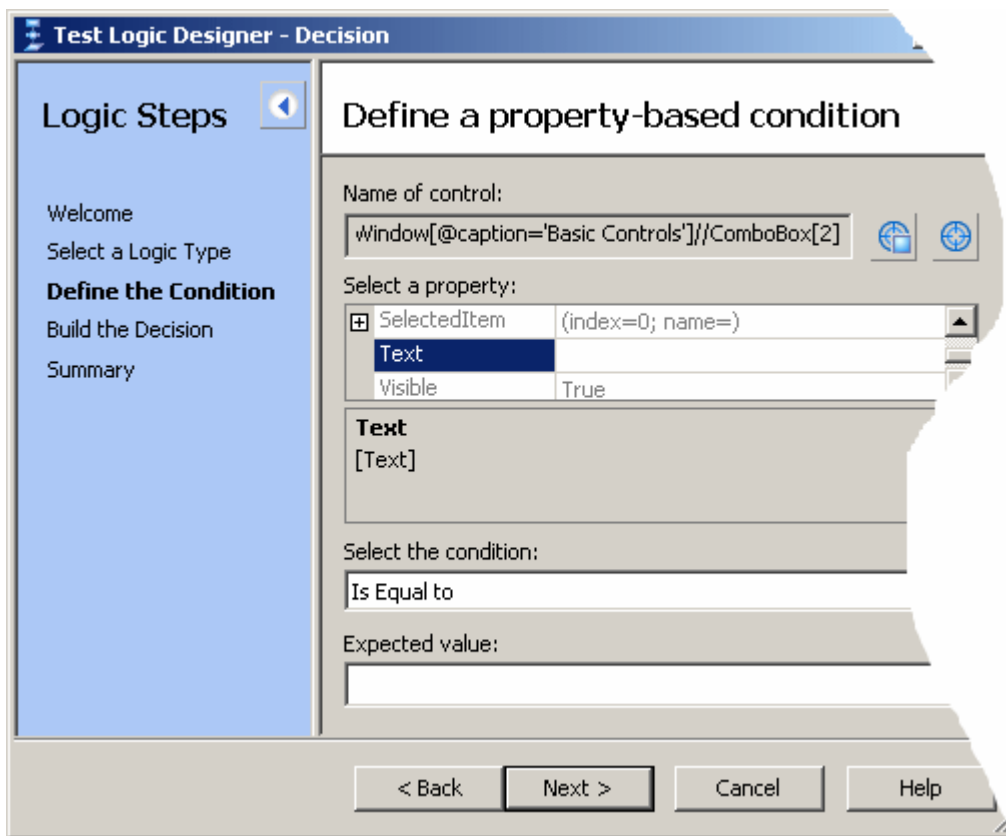 Test Logic Designer - Decision
Logic Steps
Welcome
Select a Logic Type
Define the Condition
Build the Decision
Summary
Define a property-based condition
Name of control:
Window[@caption='Basic Controls']//ComboBox[2]
Select a property:
SelectedItem (index=0; name=)
Text
Visible True
Text
[Text]
Select the condition:
Is Equal to
Expected value:
< Back Next > Cancel Help